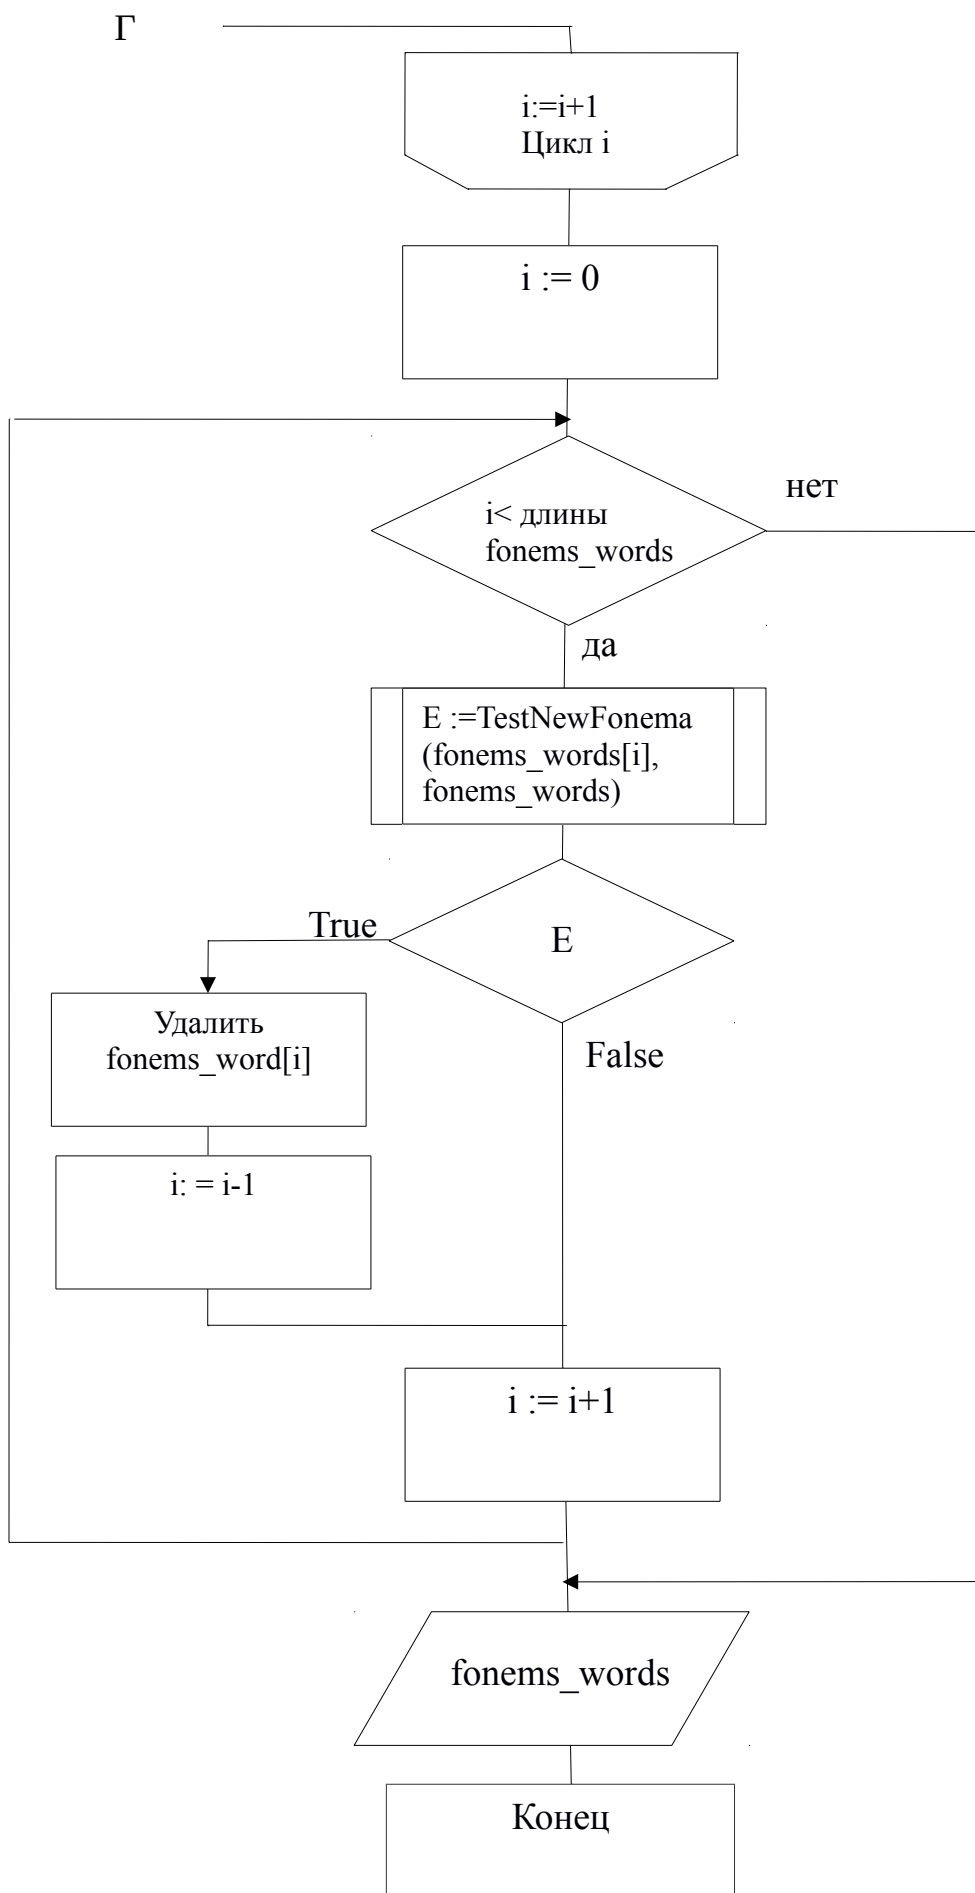 Г
i:=i+1
Цикл i
i := 0
i< длины
fonems_words
нет
да
E :=TestNewFonema
(fonems_words[i],
fonems_words)
True
E
False
Удалить
fonems_word[i]
i: = i-1
i := i+1
fonems_words
Конец